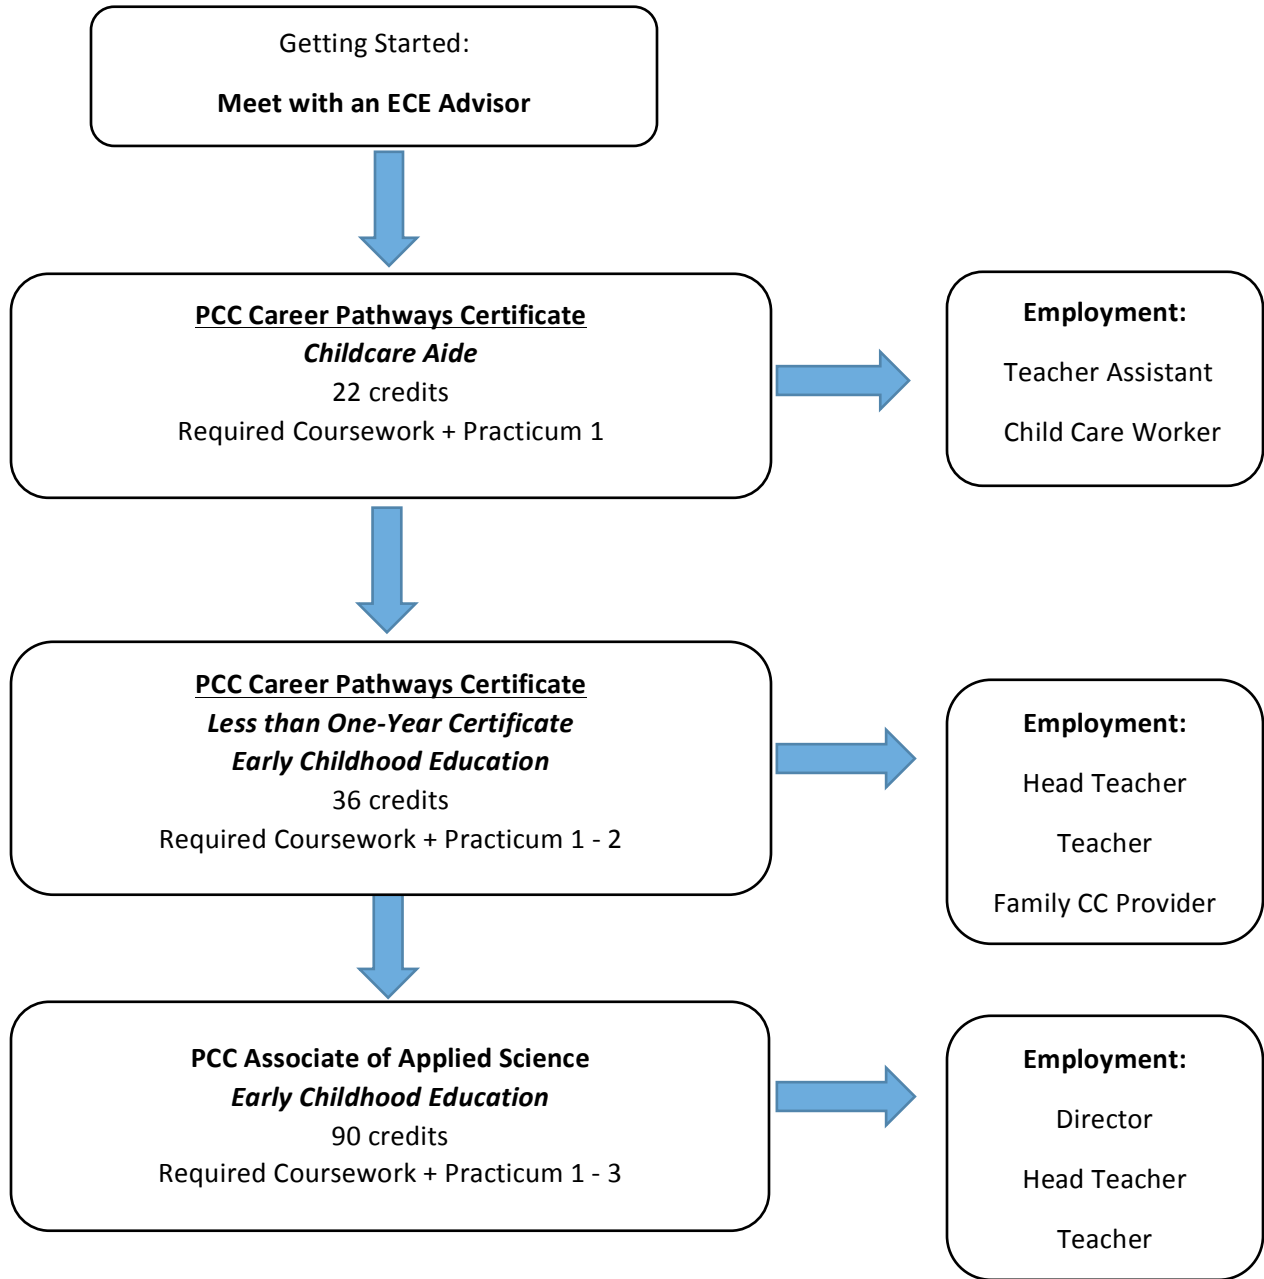 Getting Started:
Meet with an ECE Advisor
PCC Career Pathways Certificate
Childcare Aide
22 credits
Required Coursework + Practicum 1
Employment:
Teacher Assistant
Child Care Worker
PCC Career Pathways Certificate
Less than One-Year Certificate
Early Childhood Education
36 credits
Required Coursework + Practicum 1 - 2
Employment:
Head Teacher
Teacher
Family CC Provider
PCC Associate of Applied Science
Early Childhood Education
90 credits
Required Coursework + Practicum 1 - 3
Employment:
Director
Head Teacher
Teacher